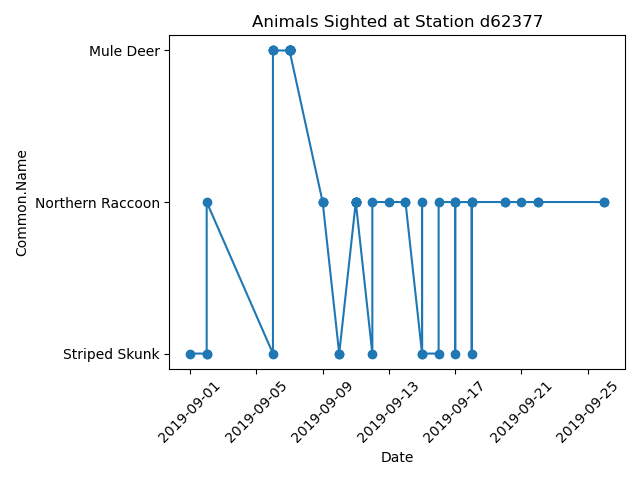 Animals Sighted at Station d62377
Mule Deer
Northern Raccoon
Striped Skunk
Common.Name
2019-09-01
2019-09-05
2019-09-09
2019-09-13
2019-09-17
2019-09-21
2019-09-25
Date